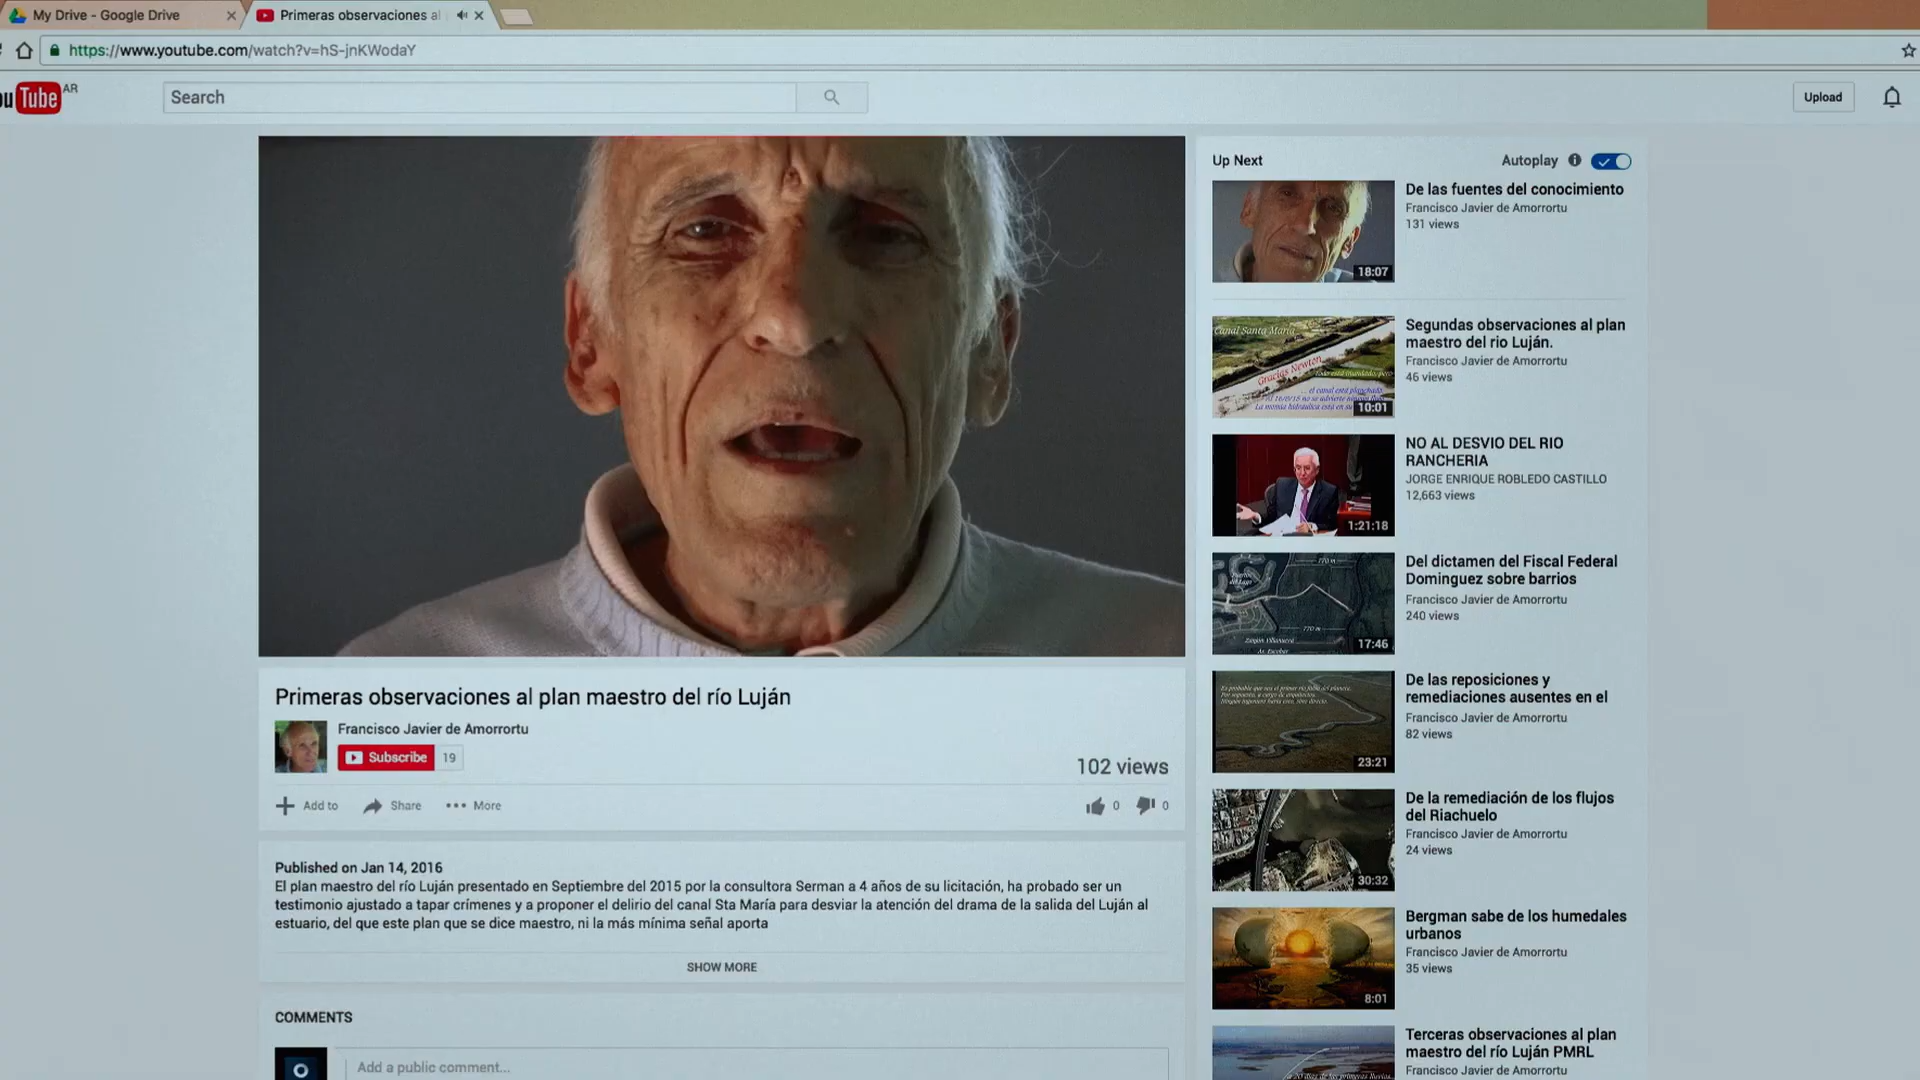 My Drive - Google Drive
Primeras observaciones al
https://www.youtube.com/watch?v=hS-jnKWodaY
ouTube AR
Search
Upload
Up Next
Autoplay
De las fuentes del conocimiento
Francisco Javier de Amorrortu
131 views
18:07
Canal Santa María
Gracias Newton
10:01
Segundas observaciones al plan
maestro del rio Luján.
Francisco Javier de Amorrortu
46 views
1:21:18
NO AL DESVIO DEL RIO
RANCHERIA
JORGE ENRIQUE ROBLEDO CASTILLO
12,663 views
770 m
770 m
Av. Escobar
17:46
Del dictamen del Fiscal Federal
Dominguez sobre barrios
Francisco Javier de Amorrortu
240 views
23:21
De las reposiciones y
remediaciones ausentes en el
Francisco Javier de Amorrortu
82 views
30:32
De la remediación de los flujos
del Riachuelo
Francisco Javier de Amorrortu
24 views
8:01
Bergman sabe de los humedales
urbanos
Francisco Javier de Amorrortu
35 views
Terceras observaciones al plan
maestro del río Luján PMRL
Francisco Javier de Amorrortu
Primeras observaciones al plan maestro del río Luján
Francisco Javier de Amorrortu
Subscribe 19
102 views
Add to Share More
0 0
Published on Jan 14, 2016
El plan maestro del río Luján presentado en Septiembre del 2015 por la consultora Serman a 4 años de su licitación, ha probado ser un
testimonio ajustado a tapar crímenes y a proponer el delirio del canal Sta María para desviar la atención del drama de la salida del Luján al
estuario, del que este plan que se dice maestro, ni la más mínima señal aporta
SHOW MORE
COMMENTS
Add a public comment...